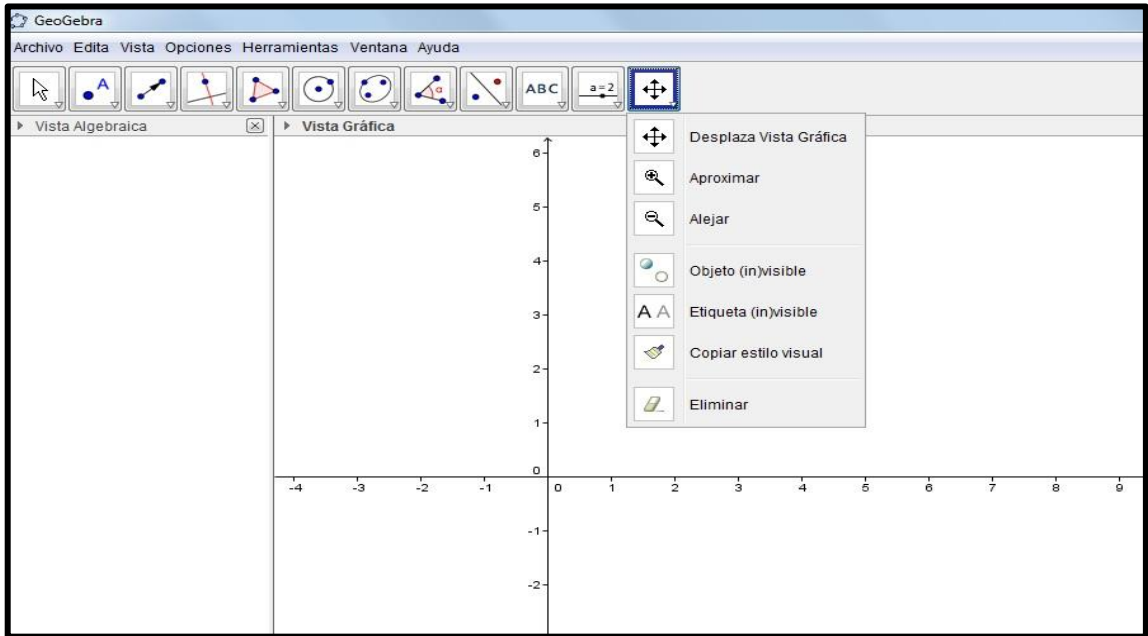 GeoGebra
Archivo Edita Vista Opciones Herramientas Ventana Ayuda
A α ABC a=2
Vista Algebraica
Vista Gráfica
Desplaza Vista Gráfica
Aproximar
Alejar
Objeto (in)visible
A A Etiqueta (in)visible
Copiar estilo visual
Eliminar
6
5
4
3
2
1
0
-4 -3 -2 -1 0 1 2 3 4 5 6 7 8 9
-1
-2